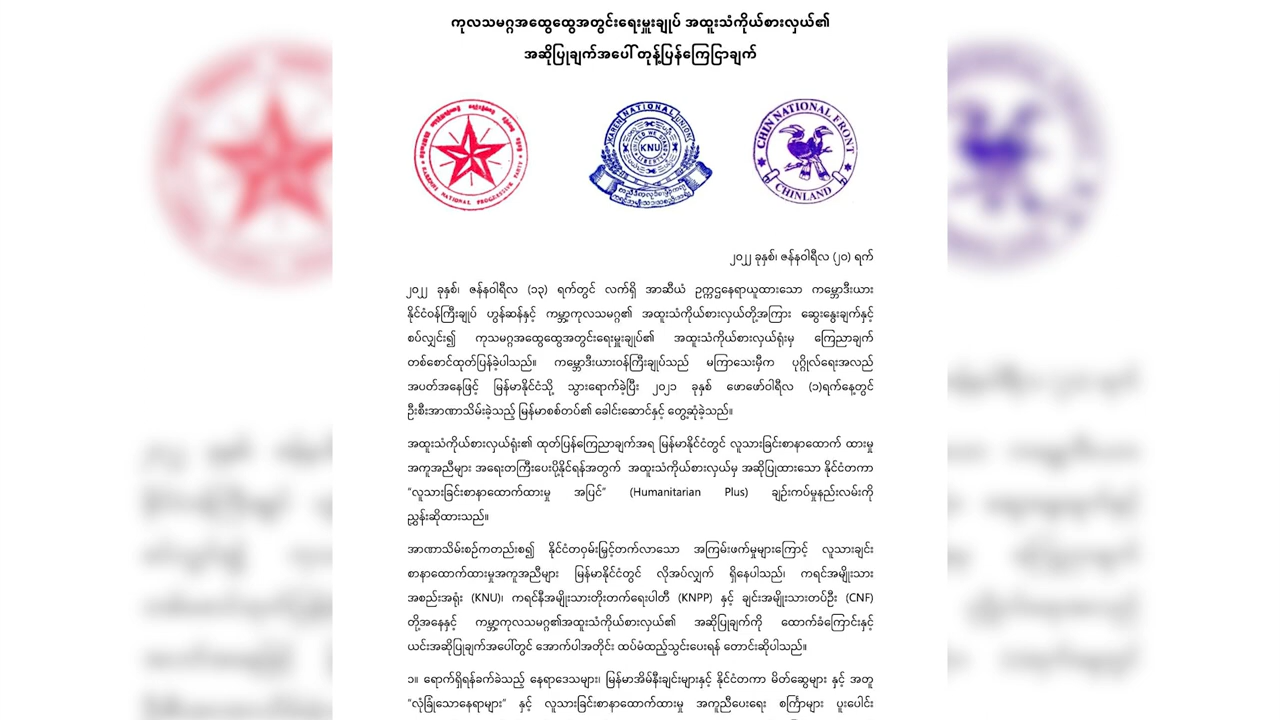 ကုလသမဂ္ဂအထွေထွေအတွင်းရေးမှူးချုပ် အထူးသံကိုယ်စားလှယ်၏
အဆိုပြုချက်အပေါ် တုန့်ပြန်ကြေငြာချက်
KARENNI NATIONAL PROGRESSIVE PARTY
KAREN NATIONAL UNION
KNU
CHIN NATIONAL FRONT
CHINLAND
၂၀၂၂ ခုနှစ်၊ ဇန်နဝါရီလ (၂၀) ရက်
၂၀၂၂ ခုနှစ်၊ ဇန်နဝါရီလ (၁၃) ရက်တွင် လက်ရှိ အာဆီယံ ဥက္ကဌနေရာယူထားသော ကမ္ဘောဒီးယား
နိုင်ငံဝန်ကြီးချုပ် ဟွန်ဆန်နှင့် ကမ္ဘာ့ကုလသမဂ္ဂ၏ အထူးသံကိုယ်စားလှယ်တို့အကြား ဆွေးနွေးချက်နှင့်
စပ်လျှင်း၍ ကုသမဂ္ဂအထွေထွေအတွင်းရေးမှူးချုပ်၏ အထူးသံကိုယ်စားလှယ်ရုံးမှ ကြေညာချက်
တစ်စောင်ထုတ်ပြန်ခဲ့ပါသည်။ ကမ္ဘောဒီးယားဝန်ကြီးချုပ်သည် မကြာသေးမှီက ပုဂ္ဂိုလ်ရေးအလည်
အပတ်အနေဖြင့် မြန်မာနိုင်ငံသို့ သွားရောက်ခဲ့ပြီး ၂၀၂၁ ခုနှစ် ဖောဖော်ဝါရီလ (၁)ရက်နေ့တွင်
ဦးစီးအာဏာသိမ်းခဲ့သည့် မြန်မာစစ်တပ်၏ ခေါင်းဆောင်နှင့် တွေ့ဆုံခဲ့သည်။
အထူးသံကိုယ်စားလှယ်ရုံး၏ ထုတ်ပြန်ကြေညာချက်အရ မြန်မာနိုင်ငံတွင် လူသားခြင်းစာနာထောက် ထားမှု
အကူအညီများ အရေးတကြီးပေးပို့နိုင်ရန်အတွက် အထူးသံကိုယ်စားလှယ်မှ အဆိုပြုထားသော နိုင်ငံတကာ
“လူသားခြင်းစာနာထောက်ထားမှု အပြင်” (Humanitarian Plus) ချဉ်းကပ်မှုနည်းလမ်းကို
ညွှန်းဆိုထားသည်။
အာဏာသိမ်းစဉ်ကတည်းစ၍ နိုင်ငံတဝှမ်းမြှင့်တက်လာသော အကြမ်းဖက်မှုများကြောင့် လူသားချင်း
စာနာထောက်ထားမှုအကူအညီများ မြန်မာနိုင်ငံတွင် လိုအပ်လျှက် ရှိနေပါသည်၊ ကရင်အမျိုးသား
အစည်းအရုံး (KNU)၊ ကရင်နီအမျိုးသားတိုးတက်ရေးပါတီ (KNPP) နှင့် ချင်းအမျိုးသားတပ်ဦး (CNF)
တို့အနေနှင့် ကမ္ဘာ့ကုလသမဂ္ဂ၏အထူးသံကိုယ်စားလှယ်၏ အဆိုပြုချက်ကို ထောက်ခံကြောင်းနှင့်
ယင်းအဆိုပြုချက်အပေါ်တွင် အောက်ပါအတိုင်း ထပ်မံထည့်သွင်းပေးရန် တောင်းဆိုပါသည်။
၁။ ရောက်ရှိရန်ခက်ခဲသည့် နေရာဒေသများ၊ မြန်မာအိမ်နီးချင်းများနှင့် နိုင်ငံတကာ မိတ်ဆွေများ နှင့် အတူ
“လုံခြုံသောနေရာများ” နှင့် လူသားခြင်းစာနာထောက်ထားမှု အကူညီပေးရေး စင်္ကြာများ ပူးပေါင်း